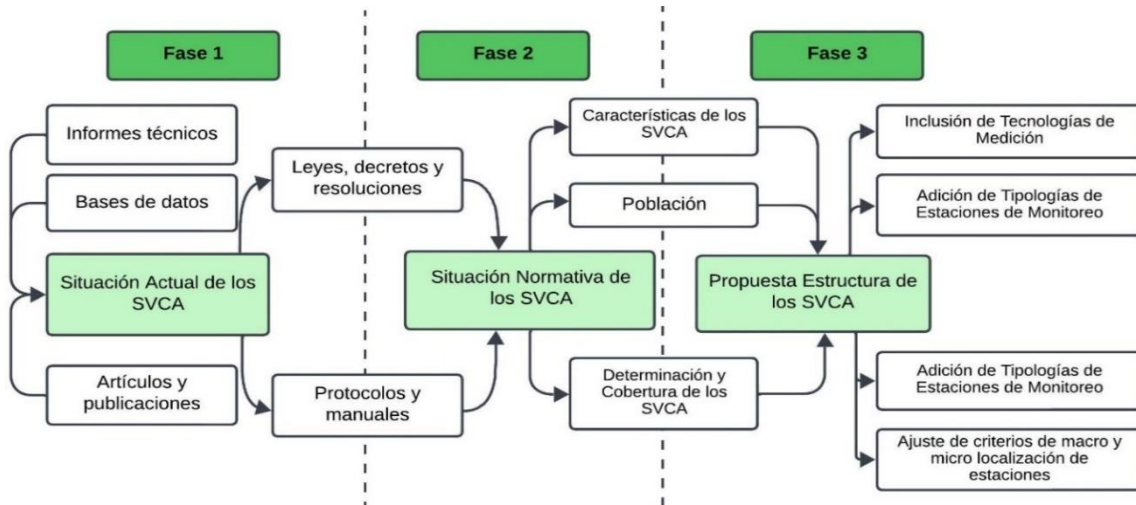 Fase 1
Fase 2
Fase 3
Informes técnicos
Bases de datos
Situación Actual de los
SVCA
Artículos y
publicaciones
Leyes, decretos y
resoluciones
Protocolos y
manuales
Situación Normativa de
los SVCA
Características de los
SVCA
Población
Determinación y
Cobertura de los
SVCA
Propuesta Estructura de
los SVCA
Inclusión de Tecnologías de
Medición
Adición de Tipologías de
Estaciones de Monitoreo
Adición de Tipologías de
Estaciones de Monitoreo
Ajuste de criterios de macro y
micro localización de
estaciones